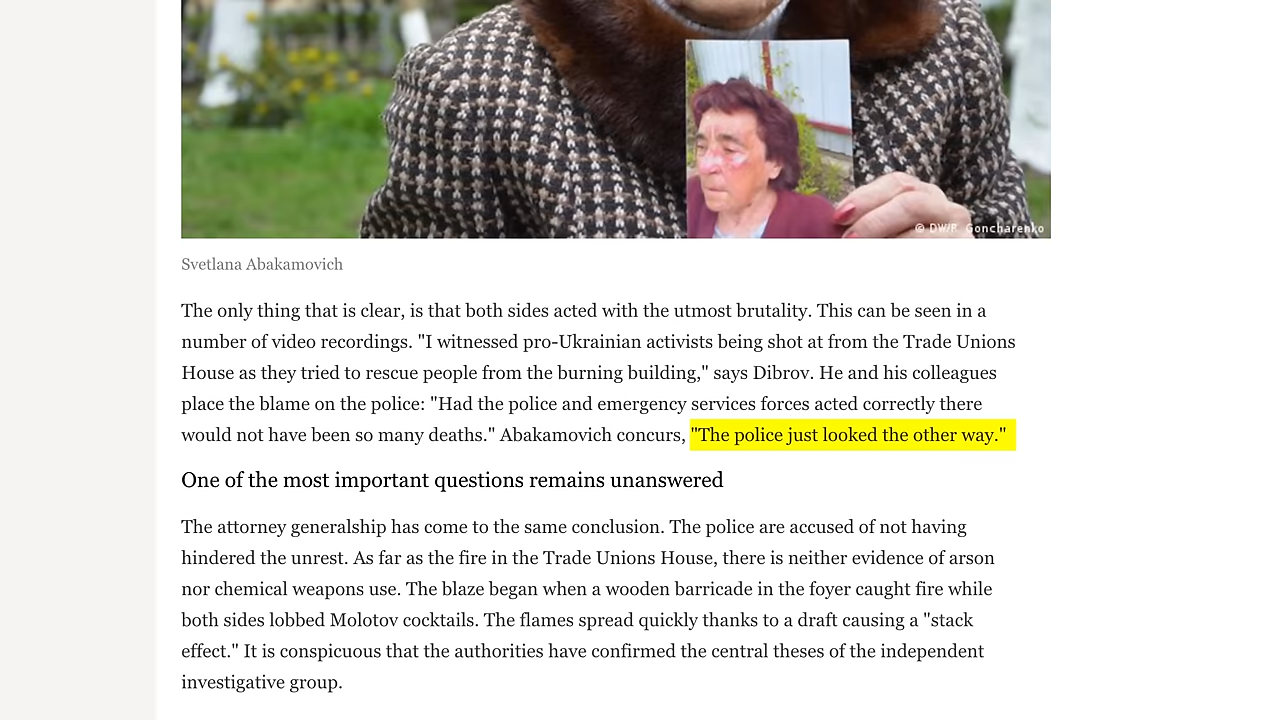 © DW/R. Goncharenko
Svetlana Abakamovich
The only thing that is clear, is that both sides acted with the utmost brutality. This can be seen in a
number of video recordings. "I witnessed pro-Ukrainian activists being shot at from the Trade Unions
House as they tried to rescue people from the burning building," says Dibrov. He and his colleagues
place the blame on the police: "Had the police and emergency services forces acted correctly there
would not have been so many deaths." Abakamovich concurs, "The police just looked the other way."
One of the most important questions remains unanswered
The attorney generalship has come to the same conclusion. The police are accused of not having
hindered the unrest. As far as the fire in the Trade Unions House, there is neither evidence of arson
nor chemical weapons use. The blaze began when a wooden barricade in the foyer caught fire while
both sides lobbed Molotov cocktails. The flames spread quickly thanks to a draft causing a "stack
effect." It is conspicuous that the authorities have confirmed the central theses of the independent
investigative group.